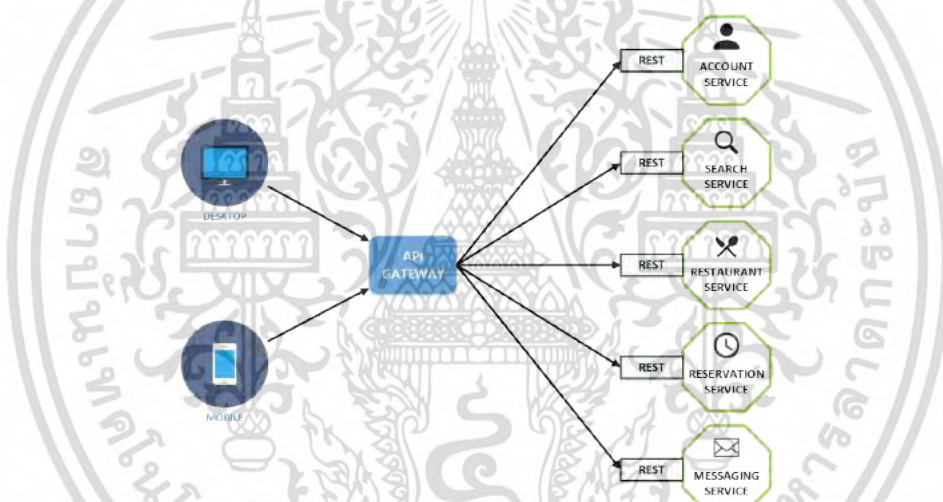 DESKTOP
MOBILE
API
GATEWAY
REST
ACCOUNT
SERVICE
REST
SEARCH
SERVICE
REST
RESTAURANT
SERVICE
REST
RESERVATION
SERVICE
REST
MESSAGING
SERVICE